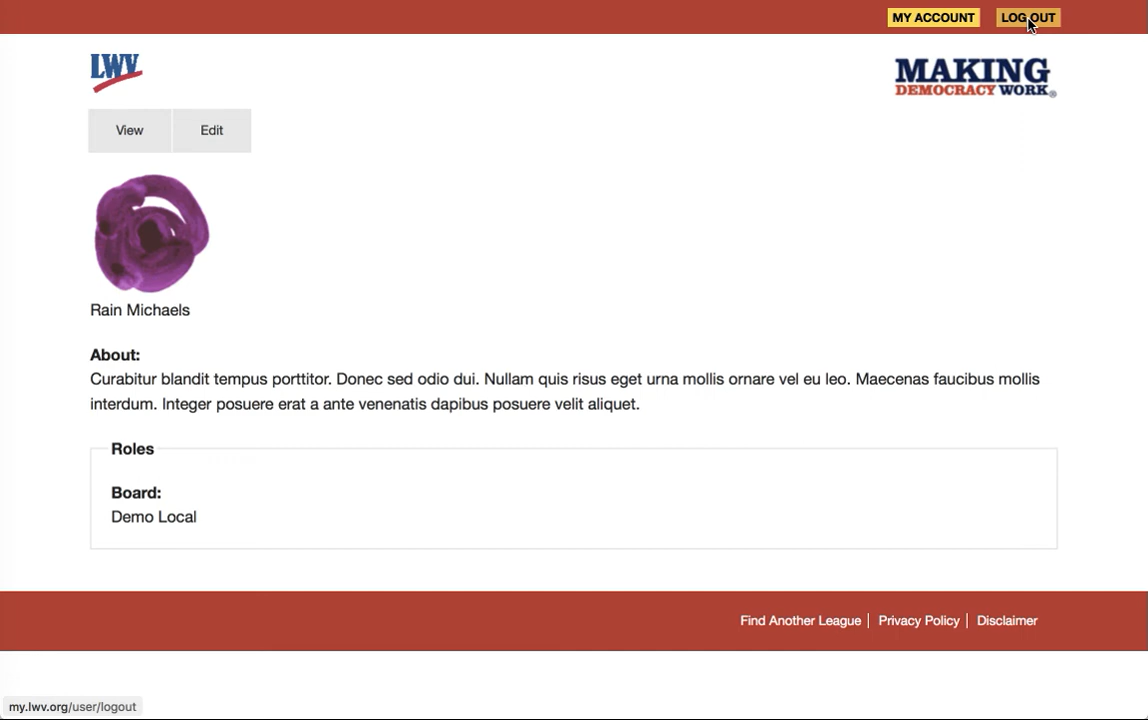 MY ACCOUNT
LOG OUT
LWV
MAKING
DEMOCRACY WORK®
View
Edit
Rain Michaels
About:
Curabitur blandit tempus porttitor. Donec sed odio dui. Nullam quis risus eget urna mollis ornare vel eu leo. Maecenas faucibus mollis
interdum. Integer posuere erat a ante venenatis dapibus posuere velit aliquet.
Roles
Board:
Demo Local
Find Another League | Privacy Policy | Disclaimer
my.lwv.org/user/logout